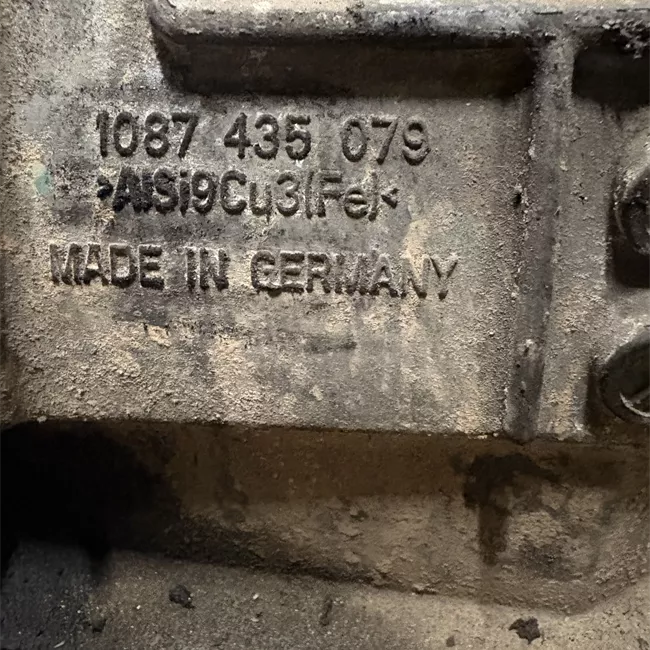 1087 435 079
>AlSi9Cu3(Fe)<
MADE IN GERMANY